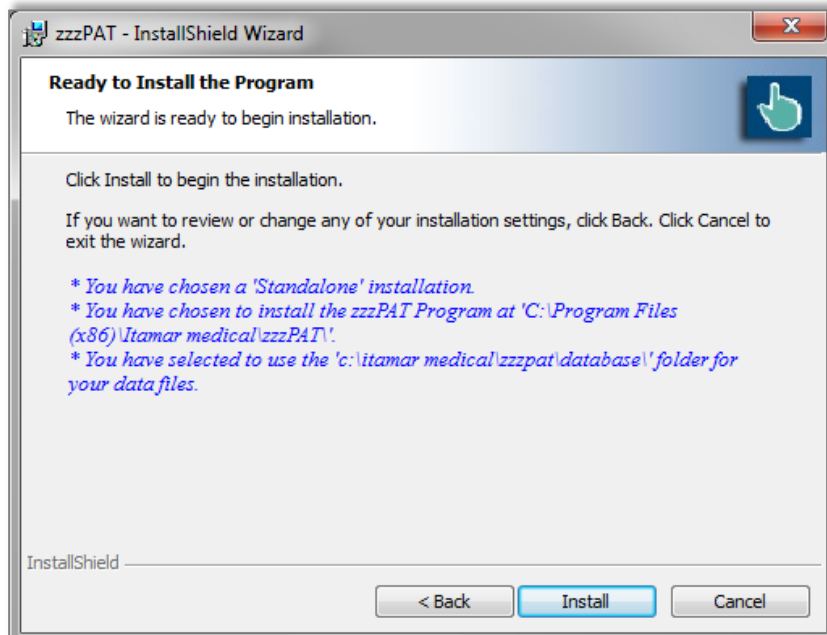 zzzPAT - InstallShield Wizard
Ready to Install the Program
The wizard is ready to begin installation.
Click Install to begin the installation.
If you want to review or change any of your installation settings, click Back. Click Cancel to
exit the wizard.
* You have chosen a 'Standalone' installation.
* You have chosen to install the zzzPAT Program at 'C:\Program Files
(x86)\Itamar medical\zzzPAT\'.
* You have selected to use the 'c:\itamar medical\zzzpat\database\' folder for
your data files.
InstallShield
< Back
Install
Cancel